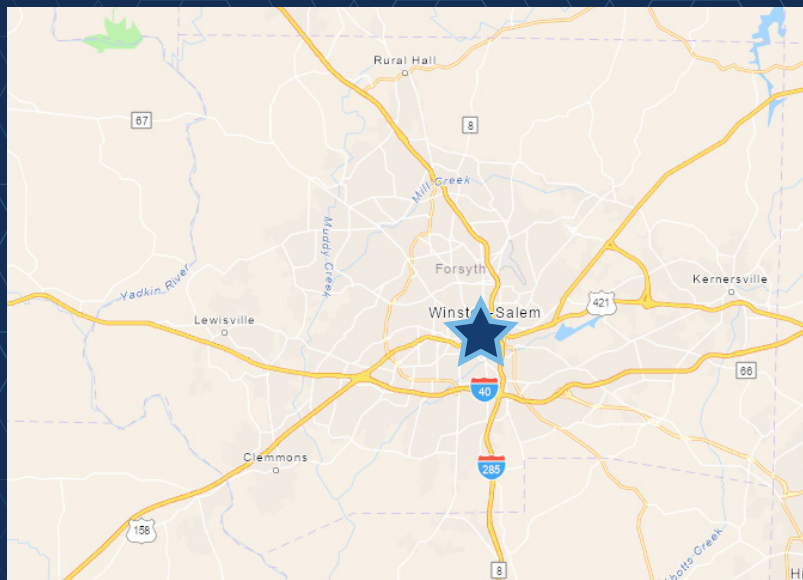 Rural Hall
67
8
Mill Creek
Muddy Creek
Forsyth
Yadkin River
Kernersville
421
Winston-Salem
Lewisville
66
40
Clemmons
285
158
8